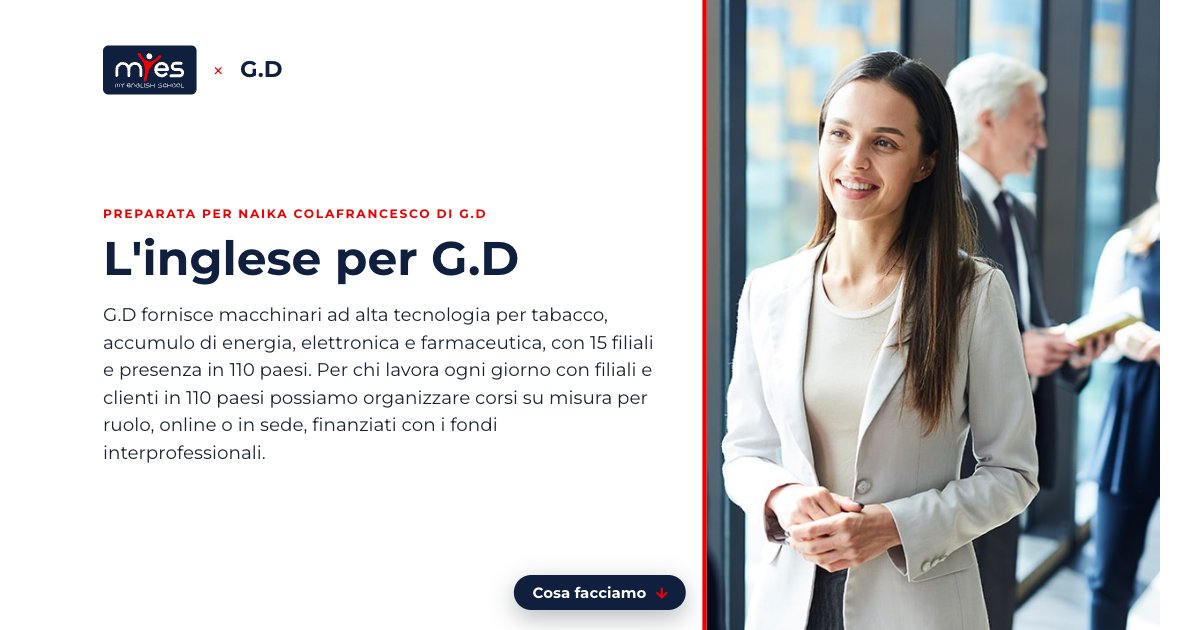 myes
MY ENGLISH SCHOOL
×
G.D
PREPARATA PER NAIKA COLAFRANCESCO DI G.D
L'inglese per G.D
G.D fornisce macchinari ad alta tecnologia per tabacco,
accumulo di energia, elettronica e farmaceutica, con 15 filiali
e presenza in 110 paesi. Per chi lavora ogni giorno con filiali e
clienti in 110 paesi possiamo organizzare corsi su misura per
ruolo, online o in sede, finanziati con i fondi
interprofessionali.
Cosa facciamo ↓